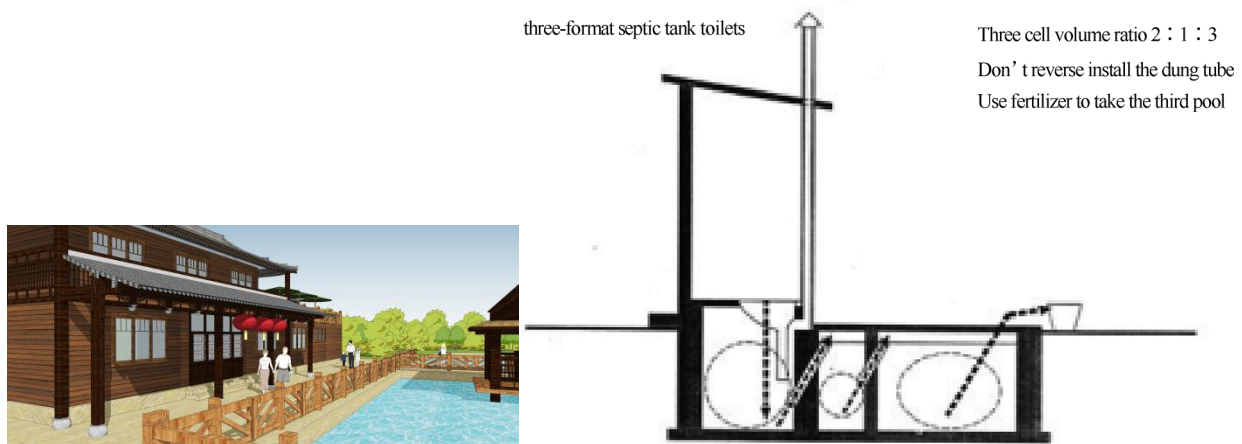 three-format septic tank toilets
Three cell volume ratio 2：1：3
Don’ t reverse install the dung tube
Use fertilizer to take the third pool